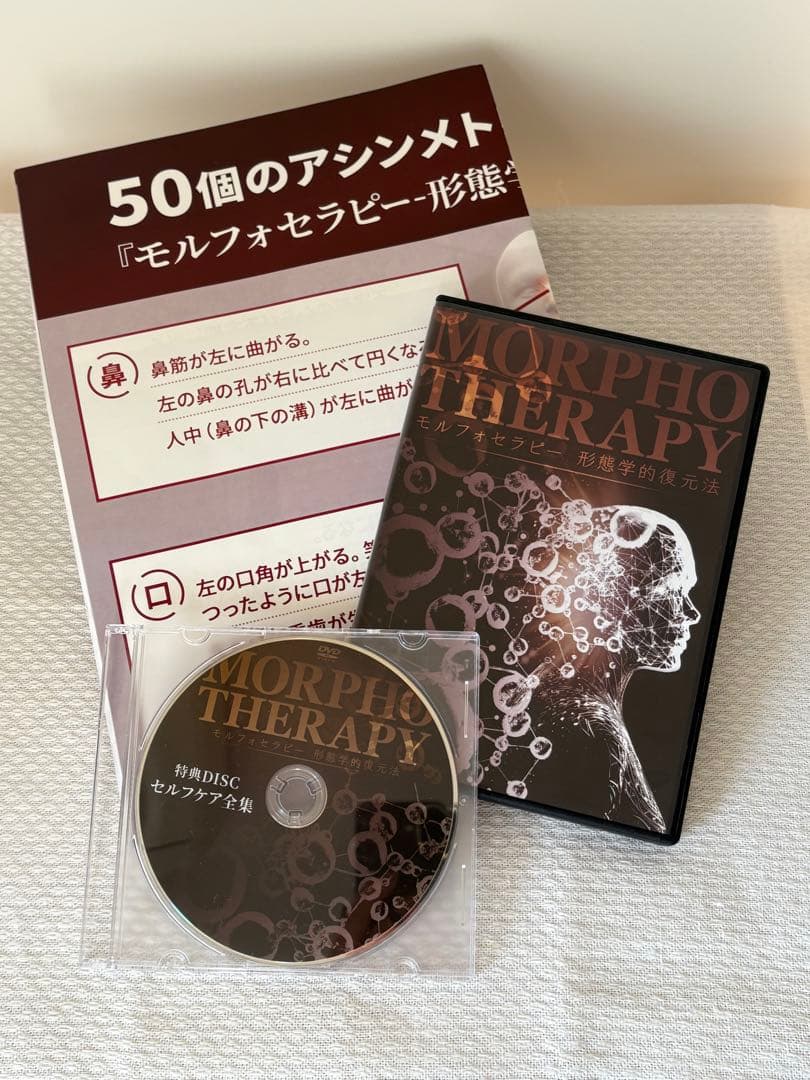 50個のアシンメト
『モルフォセラピー-形態学
鼻
鼻筋が左に曲がる。
左の鼻の孔が右に比べて円くなる
人中(鼻の下の溝)が左に曲が
口
左の口角が上がる。
つったように口が左
MORPHO
THERAPY
モルフォセラピー 形態学的復元法
DVD
MORPHO
THERAPY
モルフォセラピー 形態学的復元法
特典DISC
セルフケア全集